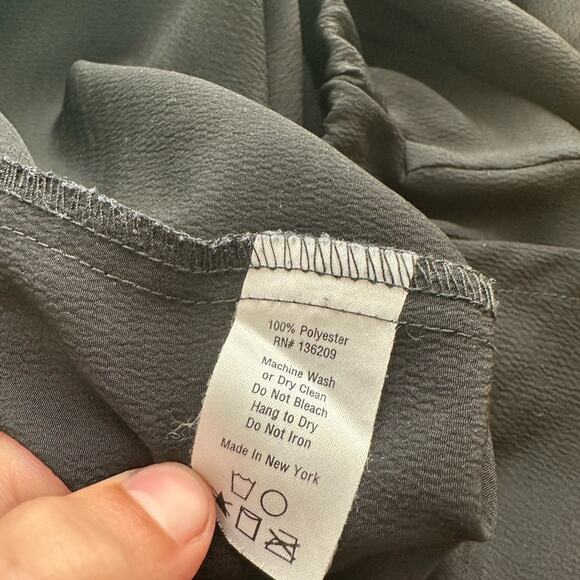 100% Polyester
RN# 136209
Machine Wash
or Dry Clean
Do Not Bleach
Hang to Dry
Do Not Iron
Made In New York